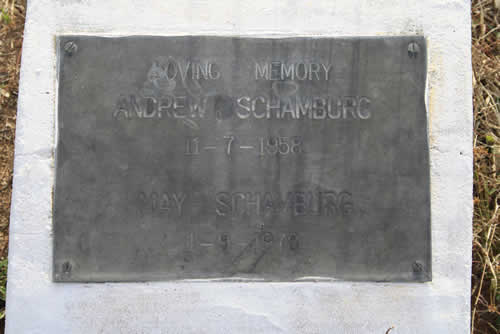 LOVING MEMORY
ANDREW SCHAMBURG
11-7-1958
MAY SCHAMBURG